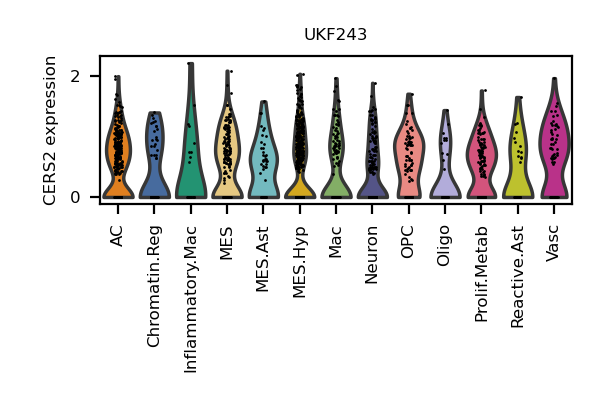 UKF243
CERS2 expression
2
0
AC
Chromatin.Reg
Inflammatory.Mac
MES
MES.Ast
MES.Hyp
Mac
Neuron
OPC
Oligo
Prolif.Metab
Reactive.Ast
Vasc